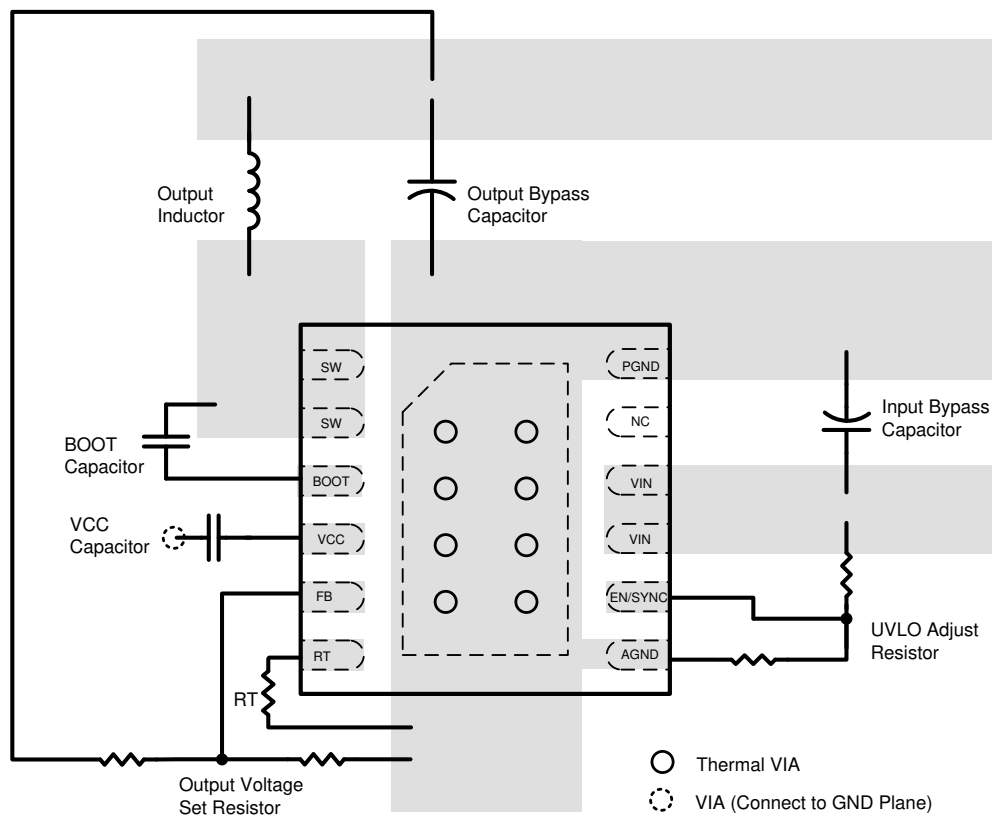 Output
Inductor
Output Bypass
Capacitor
SW
PGND
SW
NC
Input Bypass
Capacitor
BOOT
Capacitor
BOOT
VIN
VCC
Capacitor
VCC
VIN
FB
EN/SYNC
UVLO Adjust
Resistor
RT
AGND
RT
Output Voltage
Set Resistor
Thermal VIA
VIA (Connect to GND Plane)